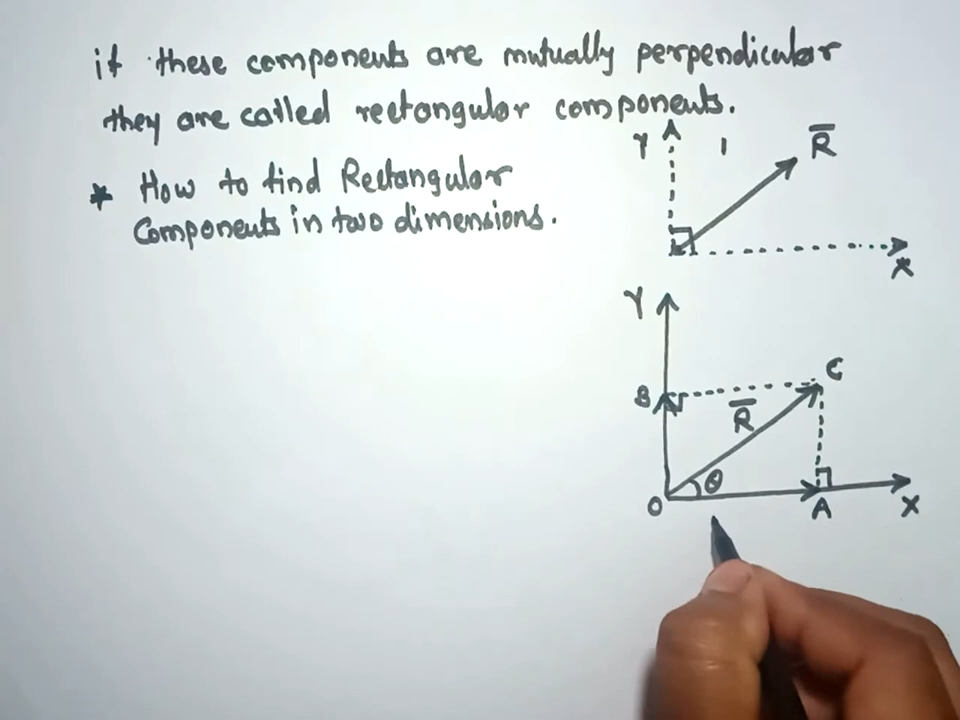 if these components are mutually perpendicular
they are called rectangular components.
* How to find Rectangular
Components in two dimensions.
Y
R̅
X
Y
C
B
R̅
θ
O
A
X